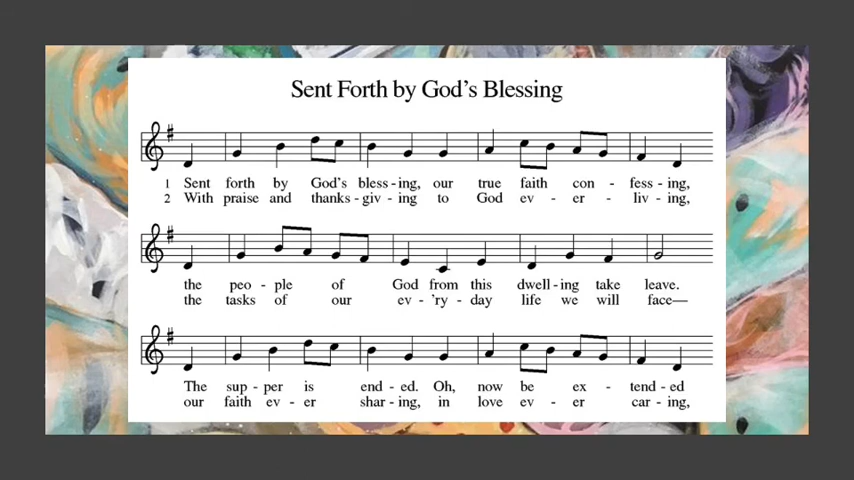 Sent Forth by God's Blessing
1 Sent forth by God's bless - ing, our true faith con - fess - ing,
2 With praise and thanks - giv - ing to God ev - er - liv - ing,
the peo - ple of God from this dwell - ing take leave.
the tasks of our ev - 'ry - day life we will face—
The sup - per is end - ed. Oh, now be ex - tend - ed
our faith ev - er shar - ing, in love ev - er car - ing,